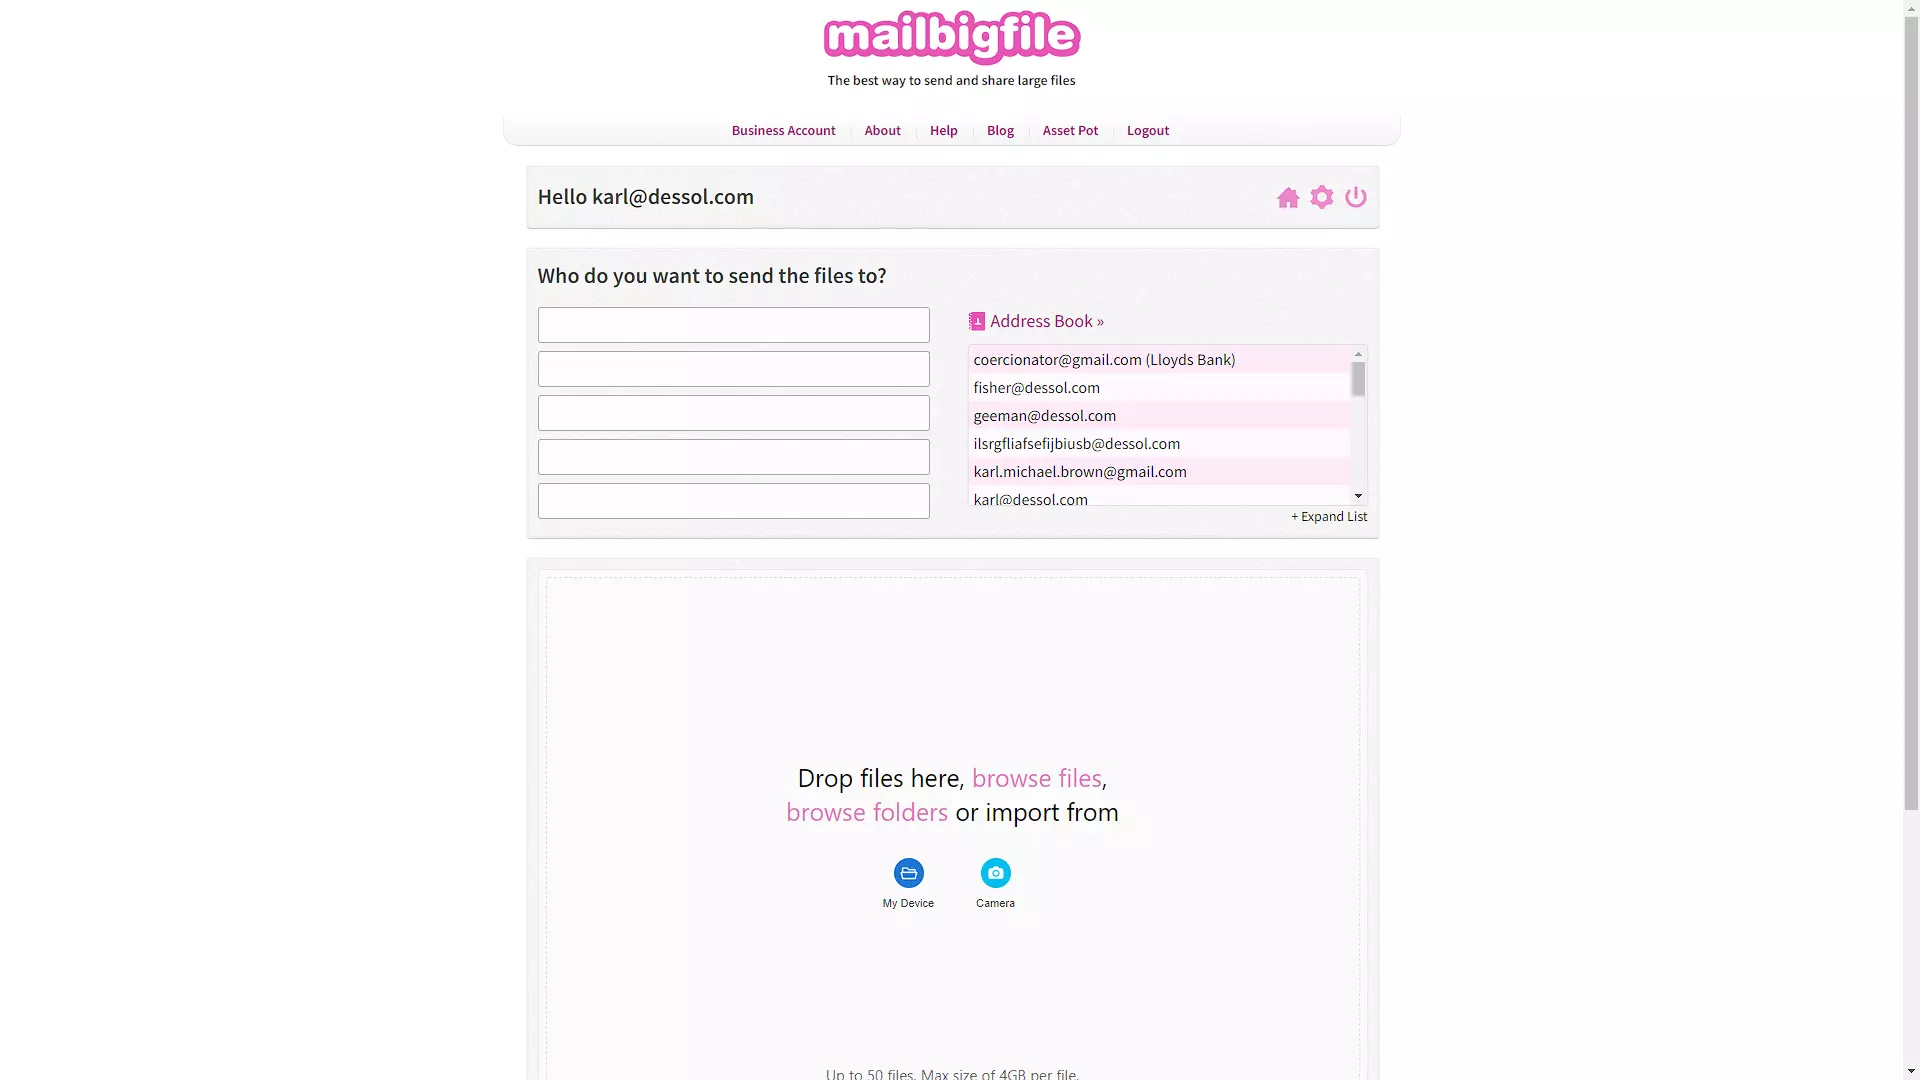 mailbigfile
The best way to send and share large files
Business Account
About
Help
Blog
Asset Pot
Logout
Hello karl@dessol.com
Who do you want to send the files to?
Address Book »
coercionator@gmail.com (Lloyds Bank)
fisher@dessol.com
geeman@dessol.com
ilsrgfliafsefijbiusb@dessol.com
karl.michael.brown@gmail.com
karl@dessol.com
+ Expand List
Drop files here, browse files,
browse folders or import from
My Device
Camera
Up to 50 files. Max size of 4GB per file.